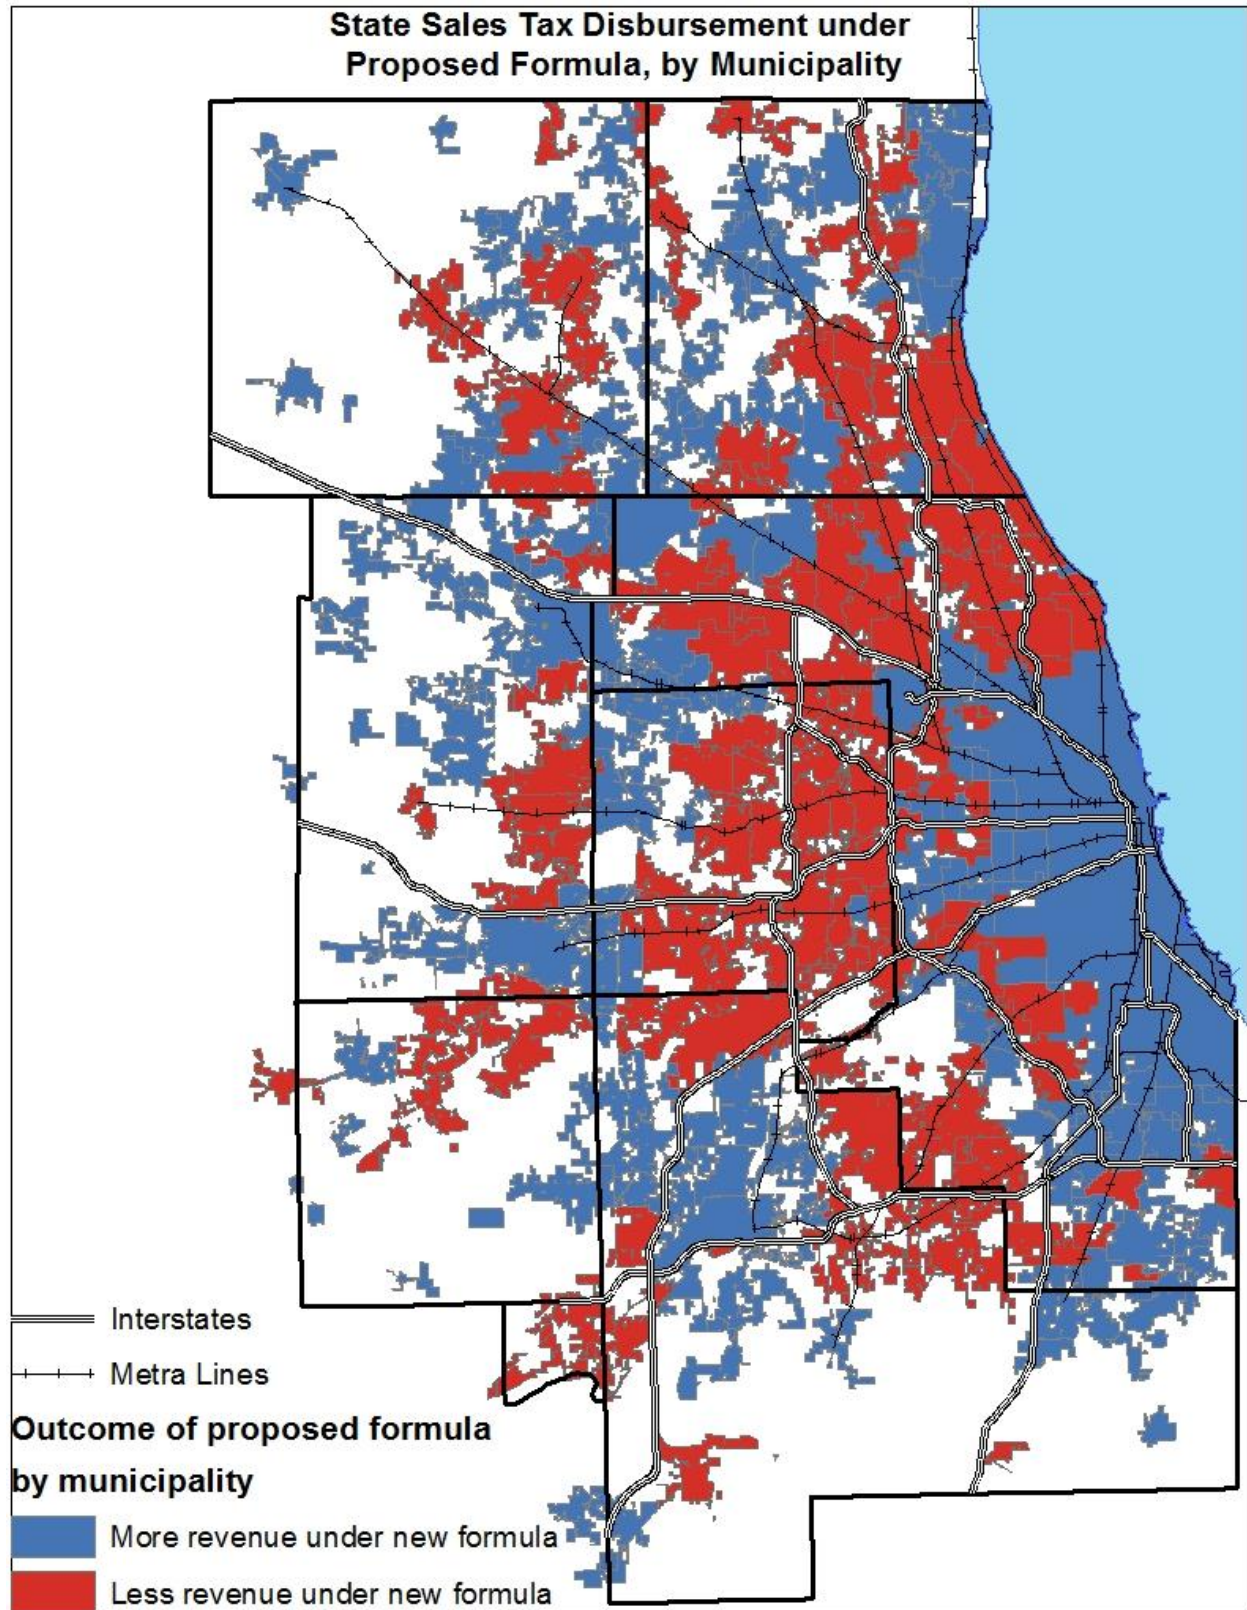 State Sales Tax Disbursement under
Proposed Formula, by Municipality
Interstates
Metra Lines
Outcome of proposed formula
by municipality
More revenue under new formula
Less revenue under new formula